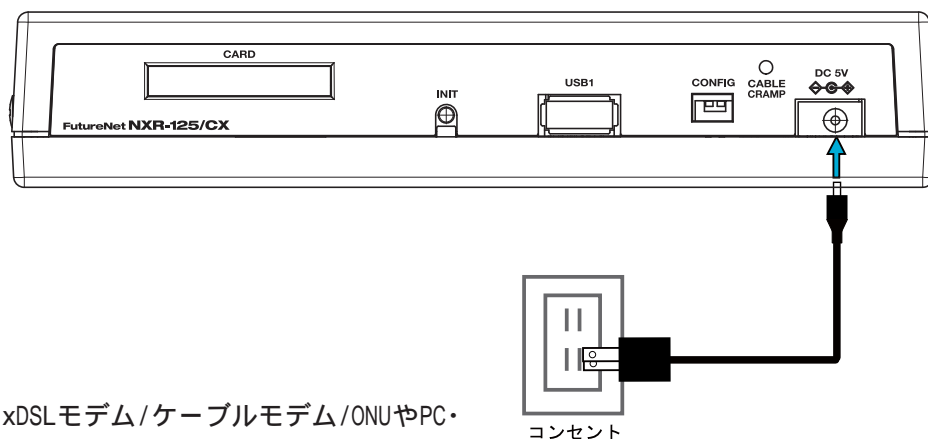 CARD
INIT
USB1
CONFIG
CABLE
CRAMP
DC 5V
FutureNet NXR-125/CX
xDSLモデム/ケーブルモデム/ONUやPC・
コンセント